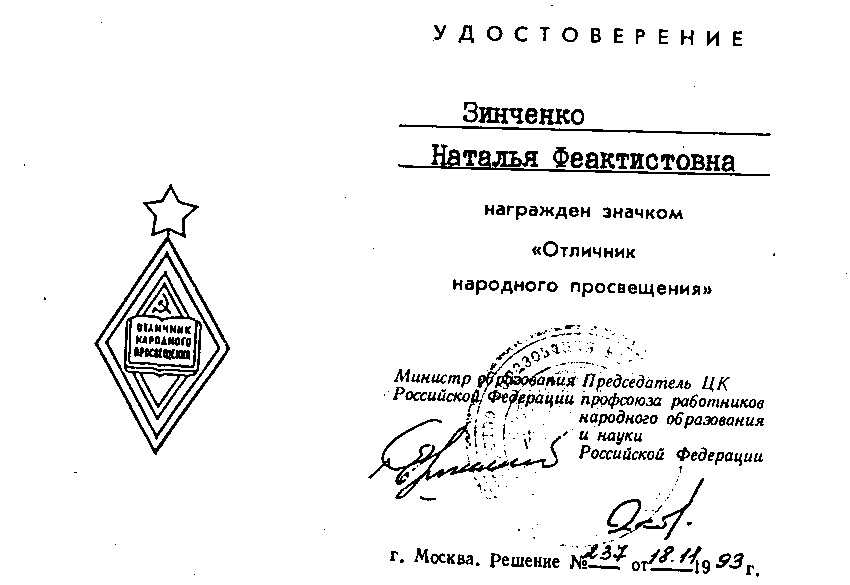 УДОСТОВЕРЕНИЕ
Зинченко
Наталья Феактистовна
награжден значком
«Отличник
народного просвещения»
ОТЛИЧНИК
НАРОДНОГО
ПРОСВЕЩЕНИЯ
Министр образования
Российской Федерации
Председатель ЦК
профсоюза работников
народного образования
и науки
Российской Федерации
г. Москва. Решение № 237 от 18.11 1993 г.